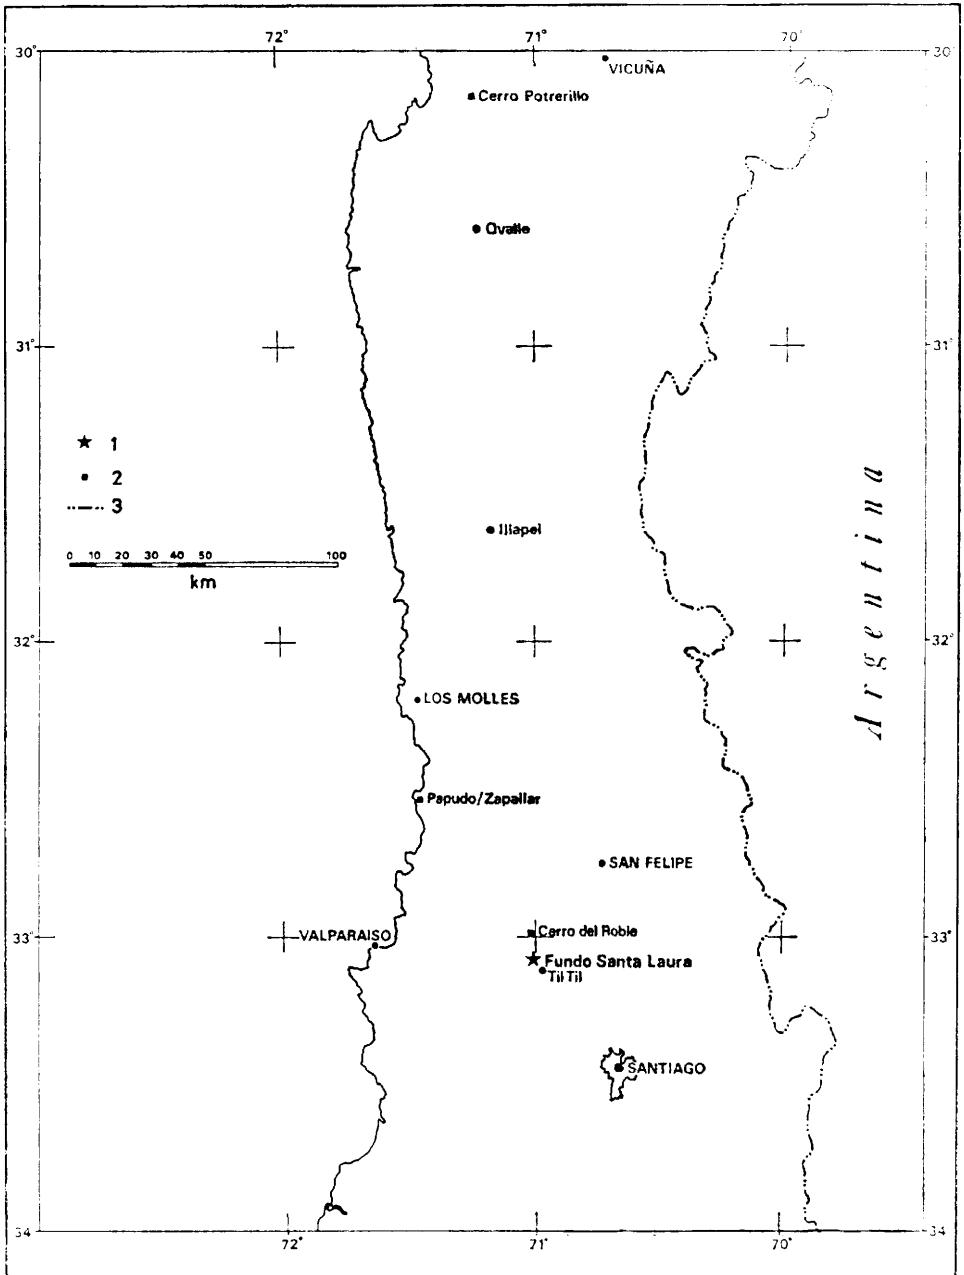 72° 71° 70°
30° 30°
VICUÑA
Cerro Potrerillo
Ovalle
31° 31°
1
2
3
Illapel
0 10 20 30 40 50 100
km
Argentina
32° 32°
LOS MOLLES
Papudo/Zapallar
SAN FELIPE
VALPARAISO
Cerro del Roble
33° 33°
Fundo Santa Laura
Til Til
SANTIAGO
34 34
72° 71° 70°